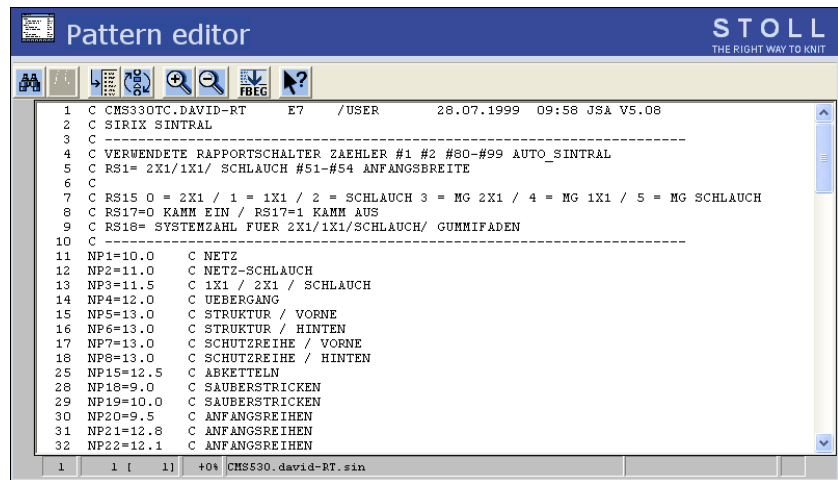 Pattern editor
STOLL
THE RIGHT WAY TO KNIT
FBEG
1 C CMS330TC.DAVID-RT E7 /USER 28.07.1999 09:58 JSA V5.08
2 C SIRIX SINTRAL
3 C ----------------------------------------------------------------------
4 C VERWENDETE RAPPORTSCHALTER ZAEHLER #1 #2 #80-#99 AUTO_SINTRAL
5 C RS1= 2X1/1X1/ SCHLAUCH #51-#54 ANFANGSBREITE
6 C
7 C RS15 0 = 2X1 / 1 = 1X1 / 2 = SCHLAUCH 3 = MG 2X1 / 4 = MG 1X1 / 5 = MG SCHLAUCH
8 C RS17=0 KAMM EIN / RS17=1 KAMM AUS
9 C RS18= SYSTEMZAHL FUER 2X1/1X1/SCHLAUCH/ GUMMIFADEN
10 C ----------------------------------------------------------------------
11 NP1=10.0 C NETZ
12 NP2=11.0 C NETZ-SCHLAUCH
13 NP3=11.5 C 1X1 / 2X1 / SCHLAUCH
14 NP4=12.0 C UEBERGANG
15 NP5=13.0 C STRUKTUR / VORNE
16 NP6=13.0 C STRUKTUR / HINTEN
17 NP7=13.0 C SCHUTZREIHE / VORNE
18 NP8=13.0 C SCHUTZREIHE / HINTEN
25 NP15=12.5 C ABKETTELN
28 NP18=9.0 C SAUBERSTRICKEN
29 NP19=10.0 C SAUBERSTRICKEN
30 NP20=9.5 C ANFANGSREIHEN
31 NP21=12.8 C ANFANGSREIHEN
32 NP22=12.1 C ANFANGSREIHEN
1 1 [ 1] +0% CMS530.david-RT.sin